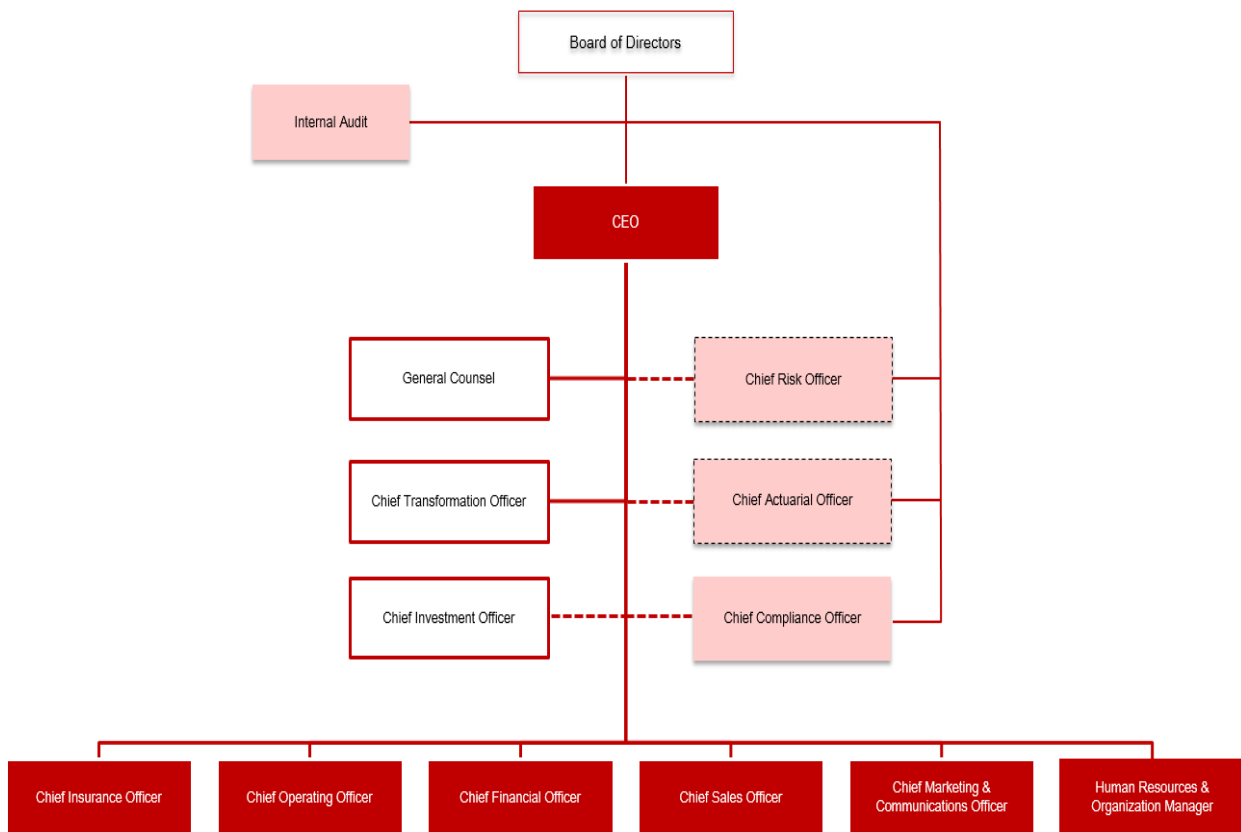 Board of Directors
Internal Audit
CEO
General Counsel
Chief Risk Officer
Chief Transformation Officer
Chief Actuarial Officer
Chief Investment Officer
Chief Compliance Officer
Chief Insurance Officer
Chief Operating Officer
Chief Financial Officer
Chief Sales Officer
Chief Marketing &
Communications Officer
Human Resources &
Organization Manager